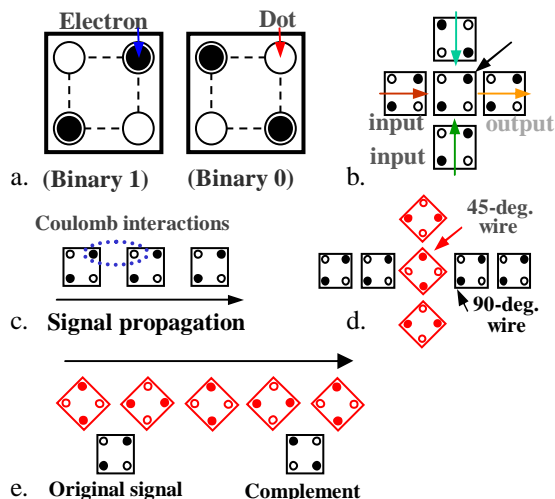 Electron Dot
a. (Binary 1) (Binary 0)
input output
input
b.
Coulomb interactions
c. Signal propagation
45-deg.
wire
90-deg.
wire
d.
e. Original signal Complement